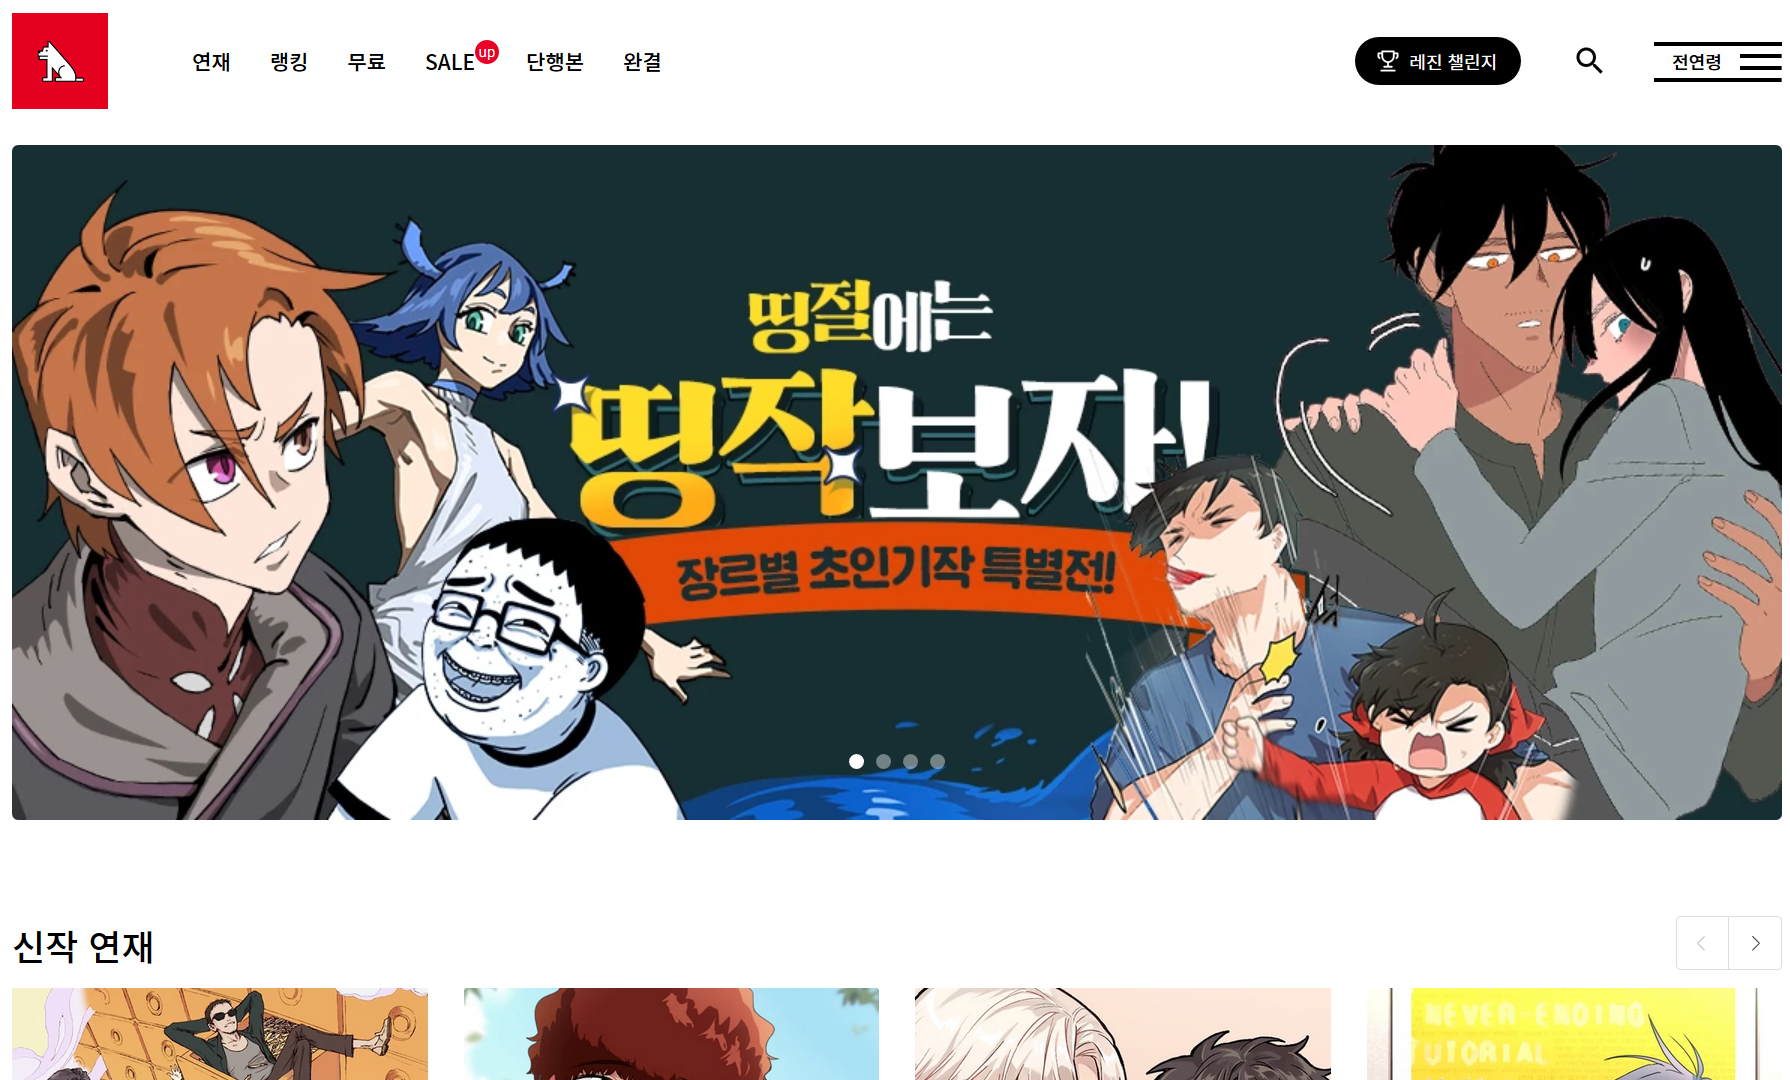 연재 랭킹 무료 SALE up 단행본 완결 레진 챌린지 전연령
띵절에는
띵작보자!
장르별 초인기작 특별전!
신작 연재
NEVER-ENDING
TUTORIAL